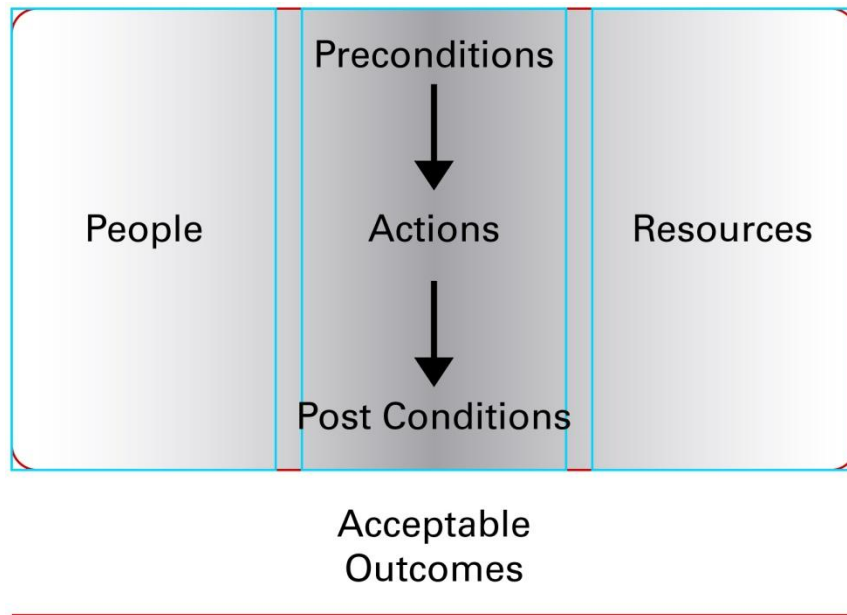 Preconditions
People
Actions
Resources
Post Conditions
Acceptable
Outcomes